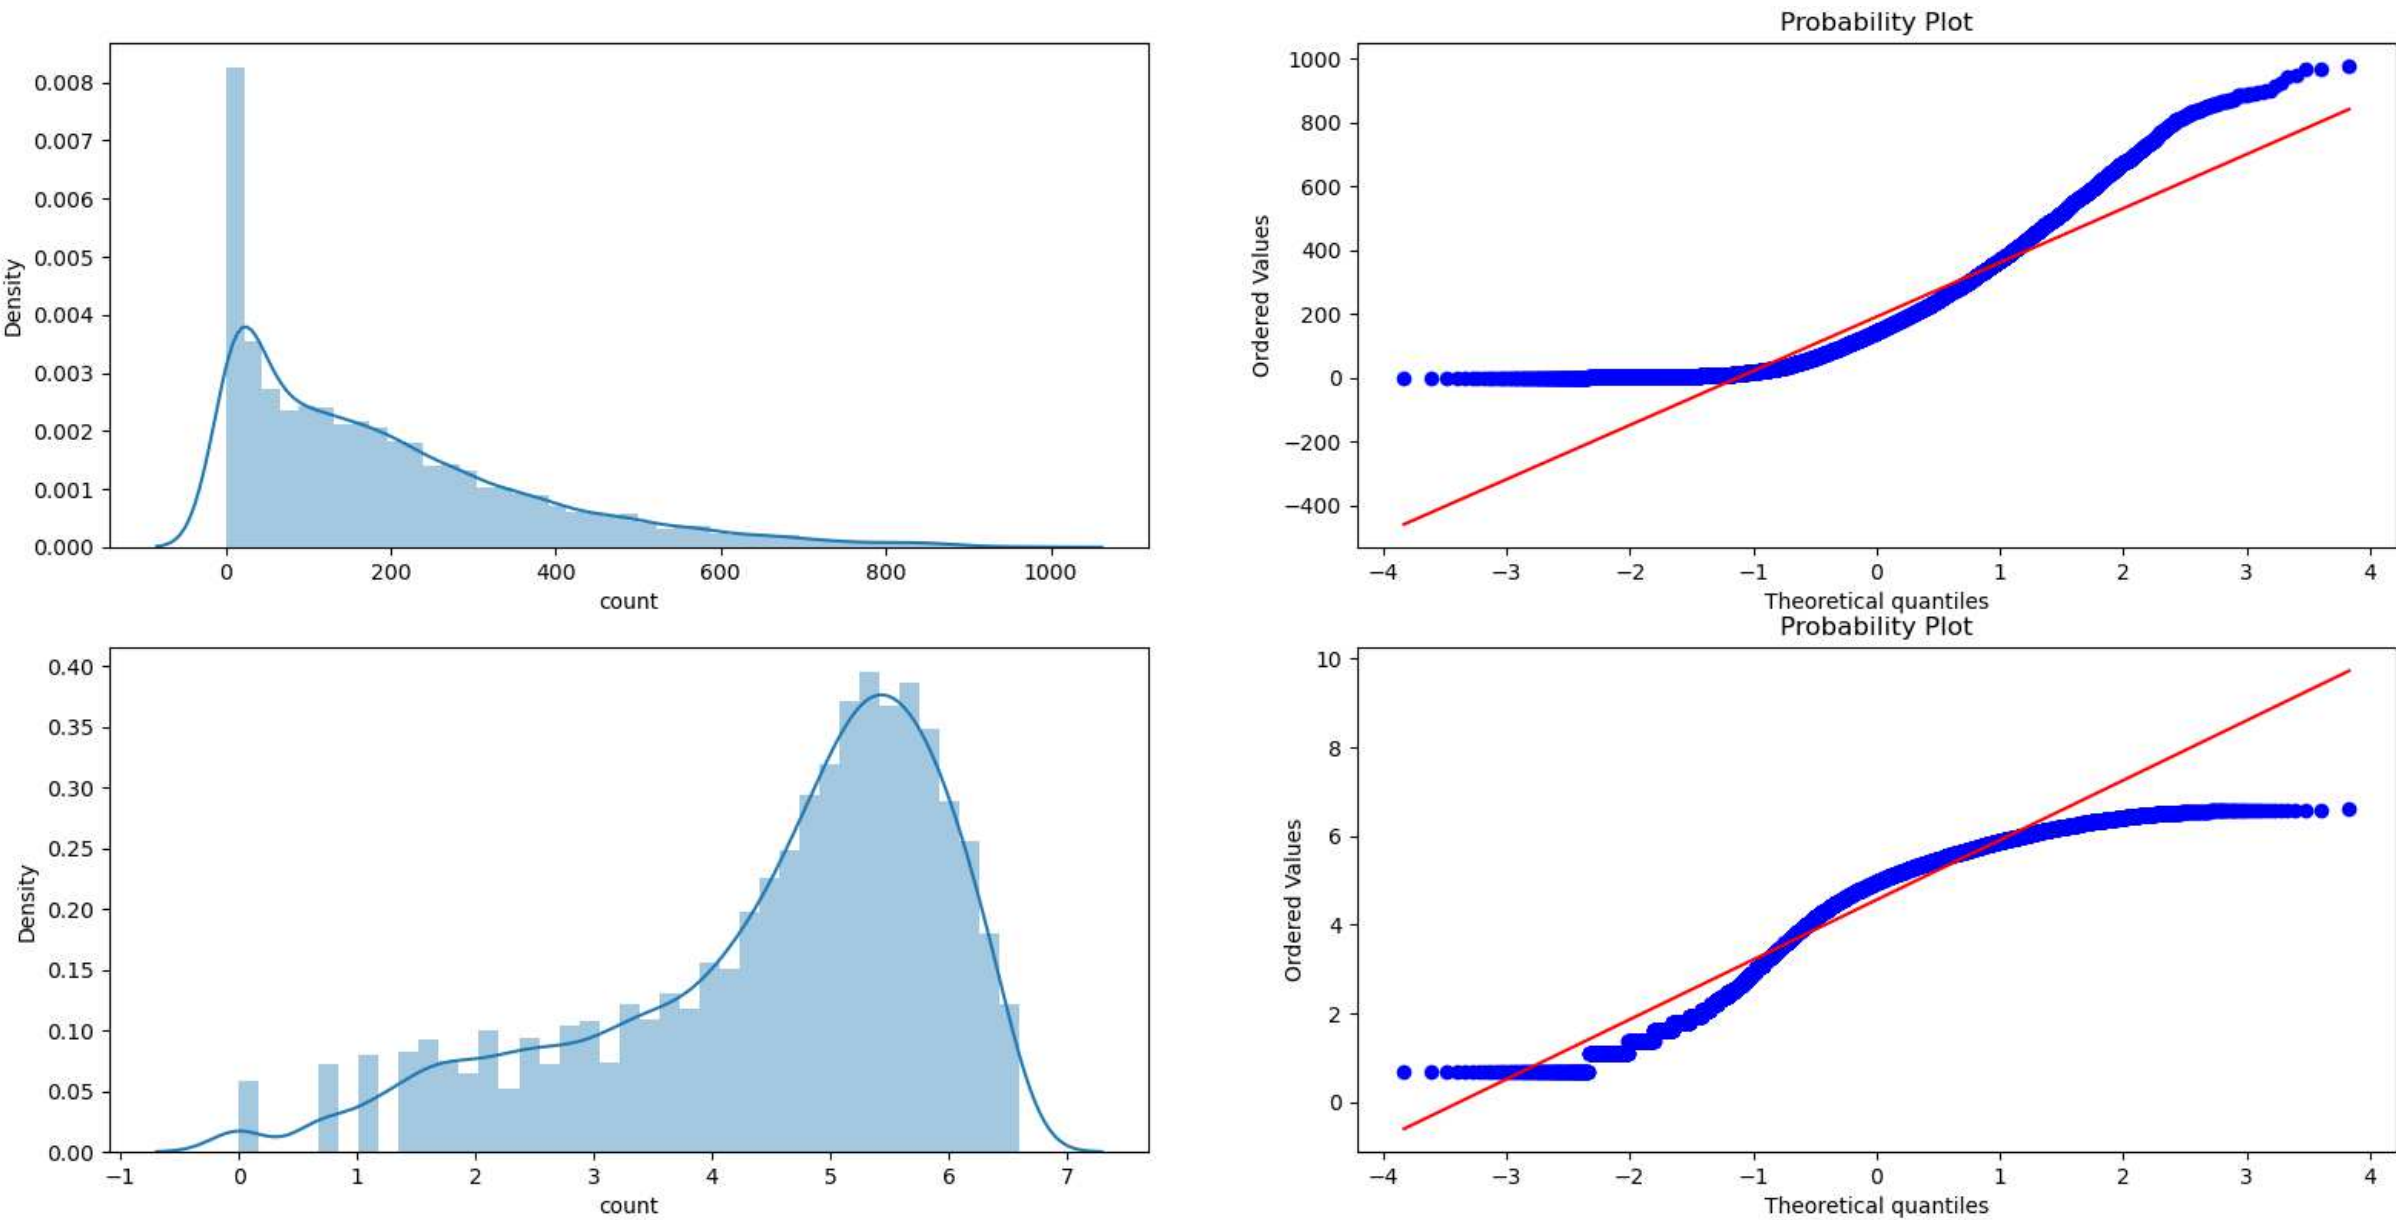 Density
0.008
0.007
0.006
0.005
0.004
0.003
0.002
0.001
0.000
0 200 400 600 800 1000
count
Probability Plot
Ordered Values
1000
800
600
400
200
0
−200
−400
−4 −3 −2 −1 0 1 2 3 4
Theoretical quantiles
Density
0.40
0.35
0.30
0.25
0.20
0.15
0.10
0.05
0.00
−1 0 1 2 3 4 5 6 7
count
Probability Plot
Ordered Values
10
8
6
4
2
0
−4 −3 −2 −1 0 1 2 3 4
Theoretical quantiles